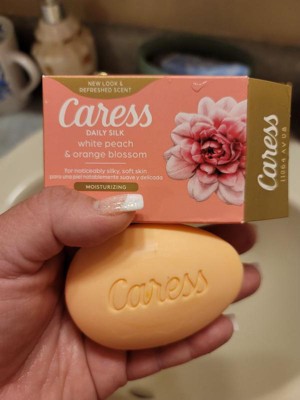 NEW LOOK &
REFRESHED SCENT
Caress
DAILY SILK
white peach
& orange blossom
for noticeably silky, soft skin
MOISTURIZING
Caress
Caress